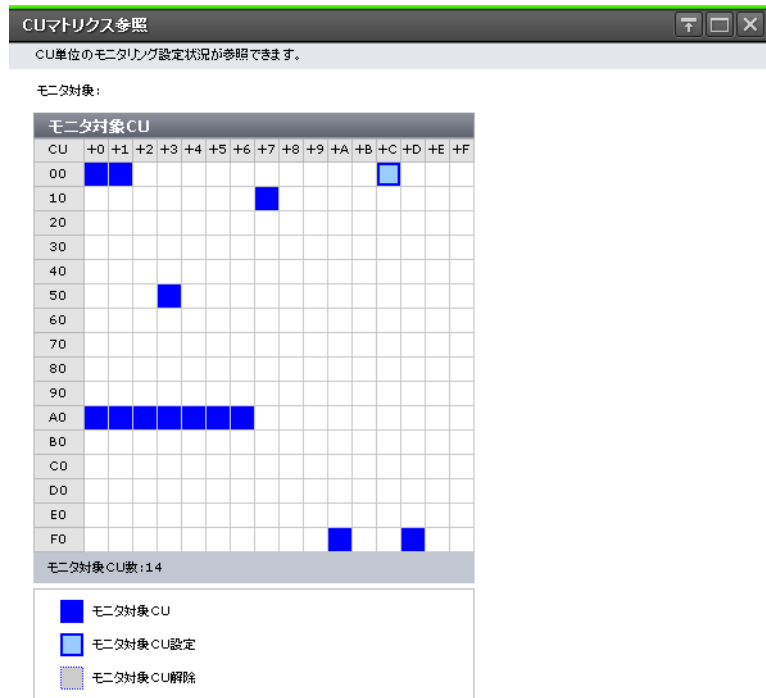 CUマトリクス参照
CU単位のモニタリング設定状況が参照できます。
モニタ対象:
モニタ対象CU
CU +0 +1 +2 +3 +4 +5 +6 +7 +8 +9 +A +B +C +D +E +F
00
10
20
30
40
50
60
70
80
90
A0
B0
C0
D0
E0
F0
モニタ対象CU数:14
モニタ対象CU
モニタ対象CU設定
モニタ対象CU解除